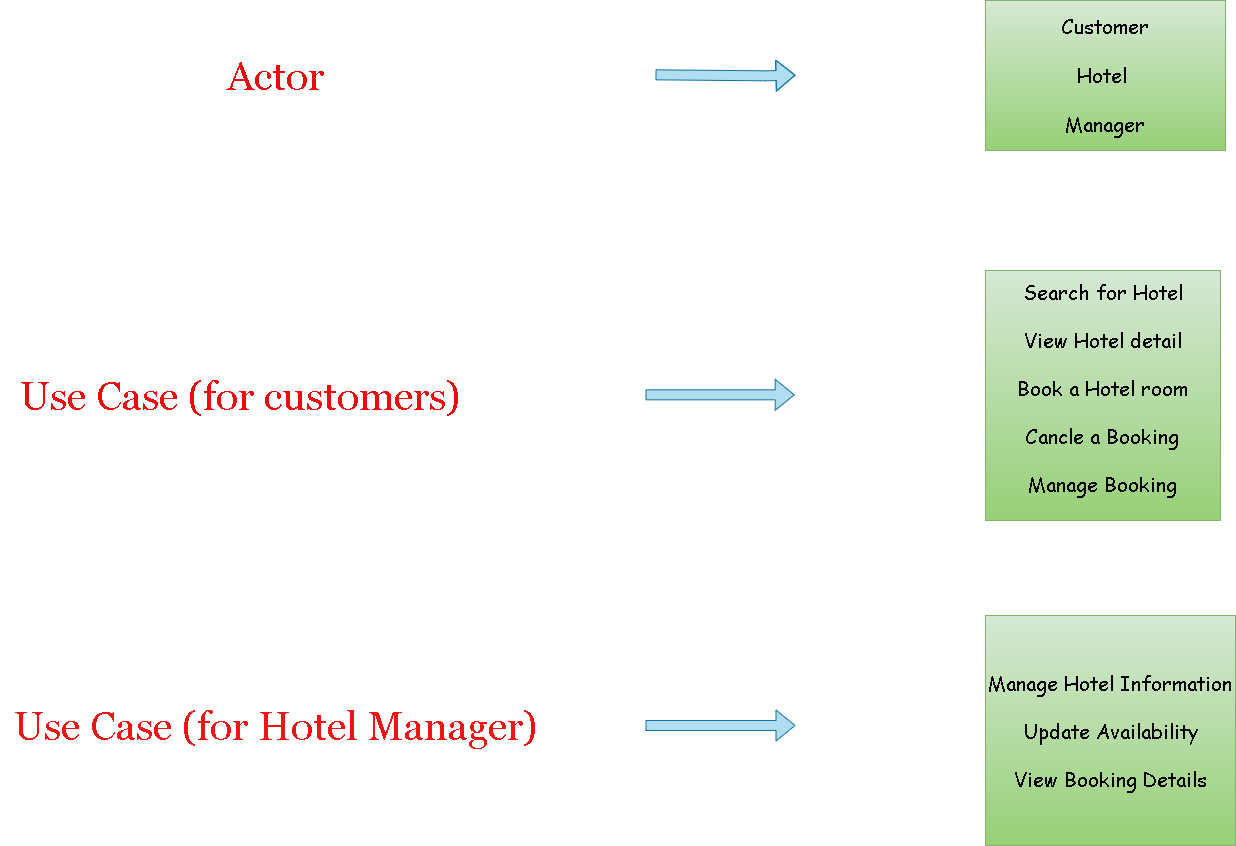 Actor
Customer
Hotel
Manager
Use Case (for customers)
Search for Hotel
View Hotel detail
Book a Hotel room
Cancle a Booking
Manage Booking
Use Case (for Hotel Manager)
Manage Hotel Information
Update Availability
View Booking Details